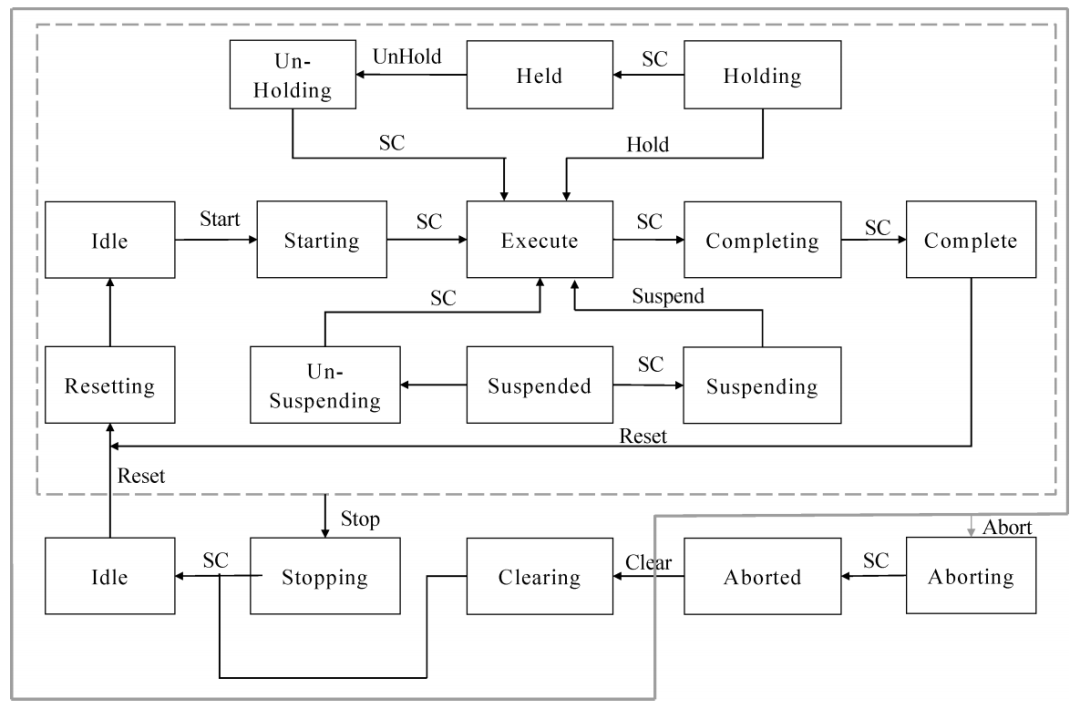 Un-
Holding
UnHold
Held
SC
Holding
SC
Hold
Idle
Start
Starting
SC
Execute
SC
Completing
SC
Complete
SC
Suspend
Resetting
Un-
Suspending
Suspended
SC
Suspending
Reset
Reset
Stop
Abort
Idle
SC
Stopping
Clearing
Clear
Aborted
SC
Aborting